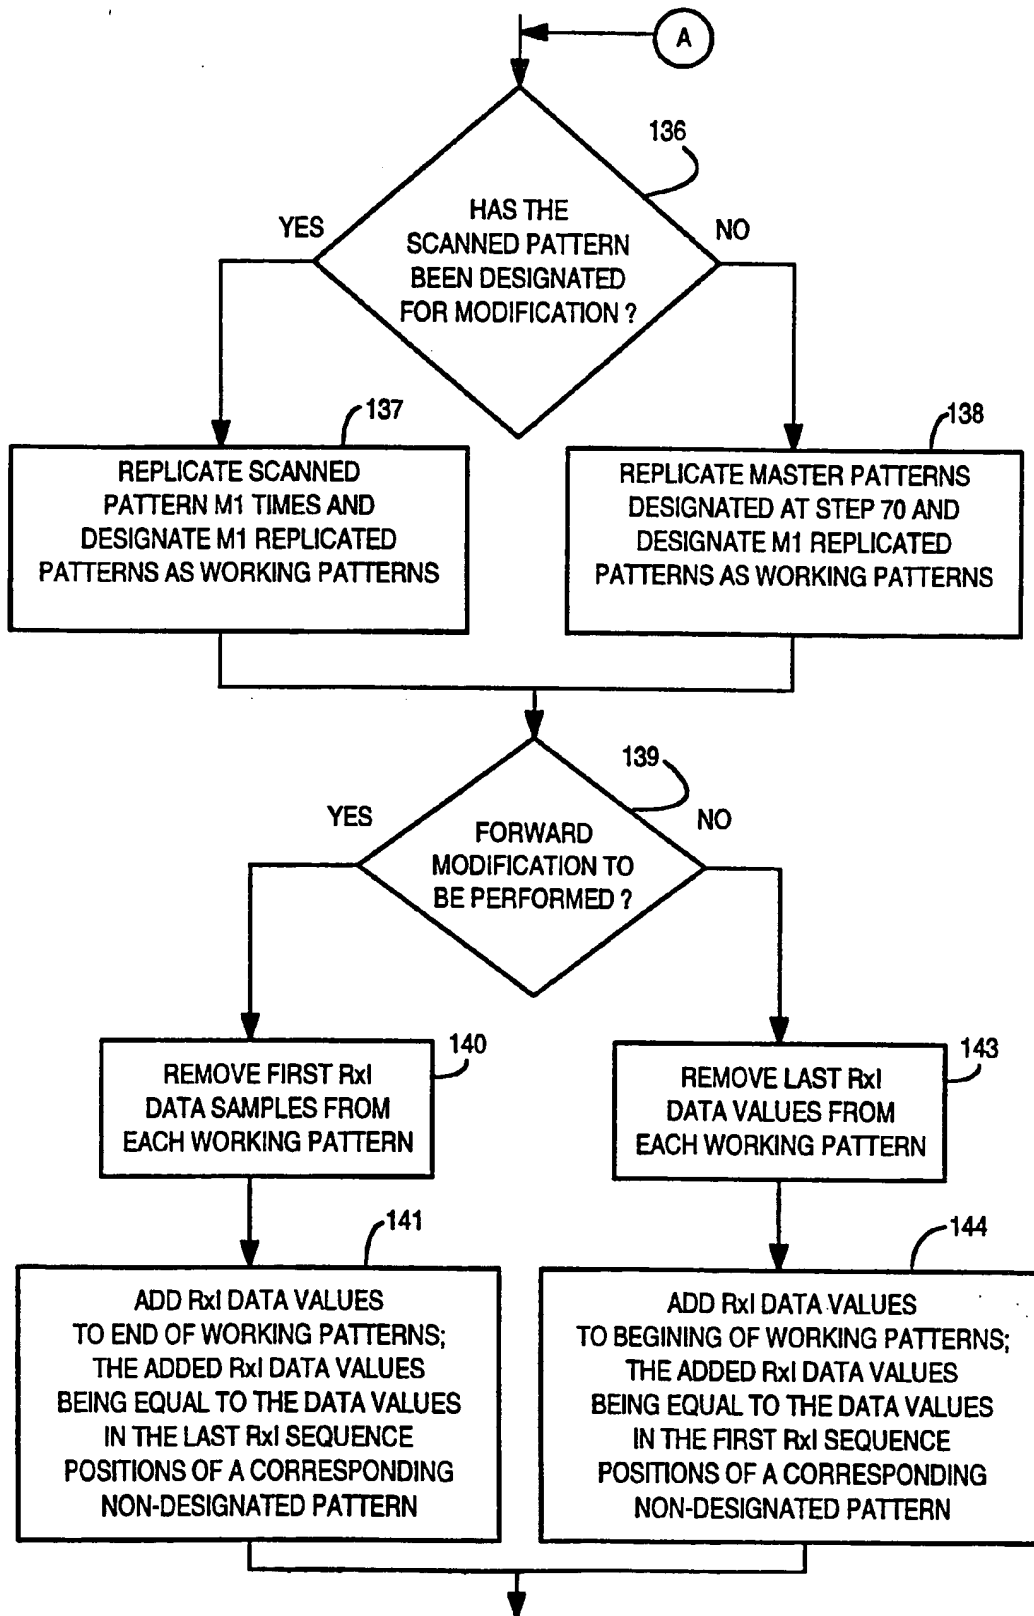 A
136
YES
HAS THE
SCANNED PATTERN
BEEN DESIGNATED
FOR MODIFICATION ?
NO
137
REPLICATE SCANNED
PATTERN M1 TIMES AND
DESIGNATE M1 REPLICATED
PATTERNS AS WORKING PATTERNS
138
REPLICATE MASTER PATTERNS
DESIGNATED AT STEP 70 AND
DESIGNATE M1 REPLICATED
PATTERNS AS WORKING PATTERNS
139
YES
FORWARD
MODIFICATION TO
BE PERFORMED ?
NO
140
REMOVE FIRST RxI
DATA SAMPLES FROM
EACH WORKING PATTERN
143
REMOVE LAST RxI
DATA VALUES FROM
EACH WORKING PATTERN
141
ADD RxI DATA VALUES
TO END OF WORKING PATTERNS;
THE ADDED RxI DATA VALUES
BEING EQUAL TO THE DATA VALUES
IN THE LAST RxI SEQUENCE
POSITIONS OF A CORRESPONDING
NON-DESIGNATED PATTERN
144
ADD RxI DATA VALUES
TO BEGINING OF WORKING PATTERNS;
THE ADDED RxI DATA VALUES
BEING EQUAL TO THE DATA VALUES
IN THE FIRST RxI SEQUENCE
POSITIONS OF A CORRESPONDING
NON-DESIGNATED PATTERN